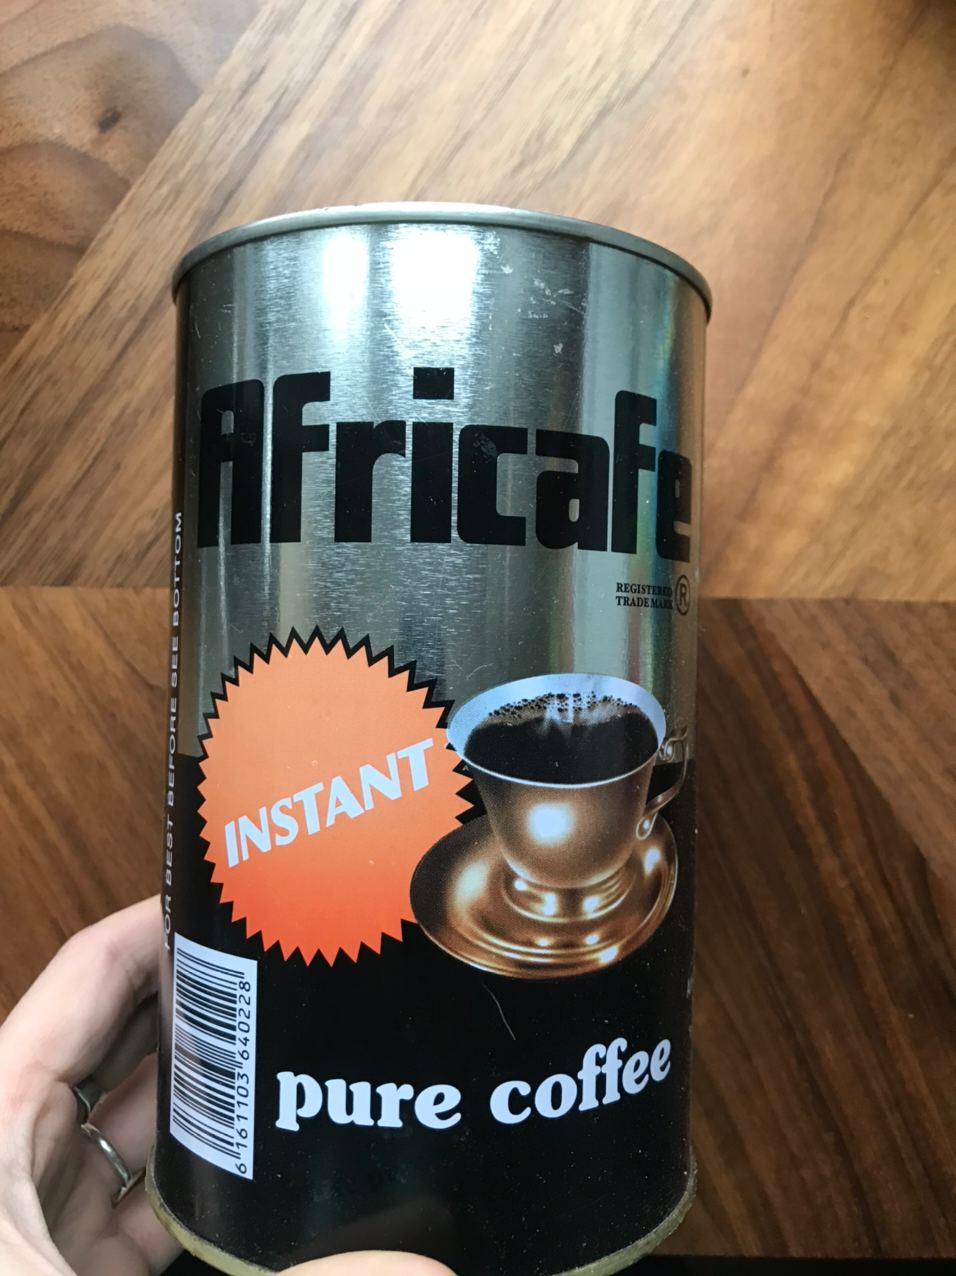 Africafe
REGISTERED
TRADE MARK ®
INSTANT
pure coffee
FOR BEST BEFORE SEE BOTTOM
6 161103 640228